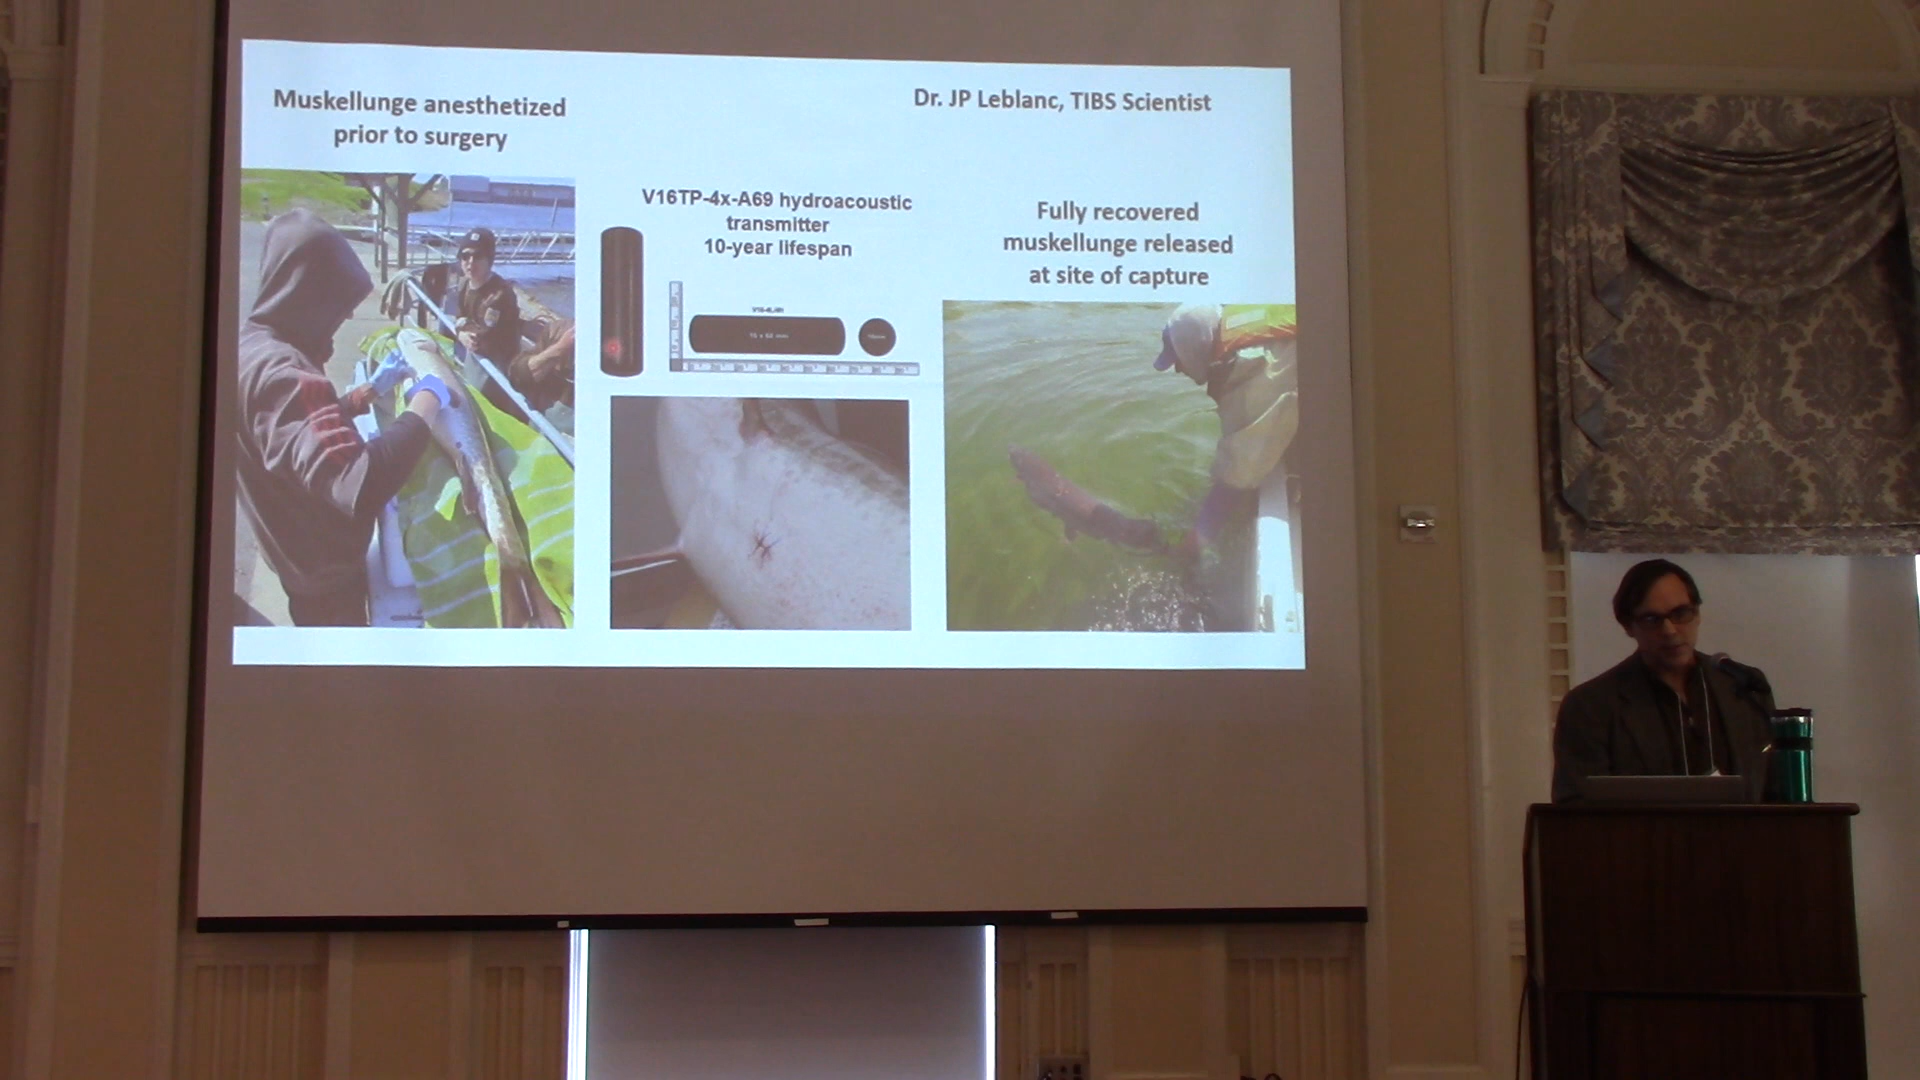 Muskellunge anesthetized
prior to surgery
Dr. JP Leblanc, TIBS Scientist
V16TP-4x-A69 hydroacoustic
transmitter
10-year lifespan
Fully recovered
muskellunge released
at site of capture